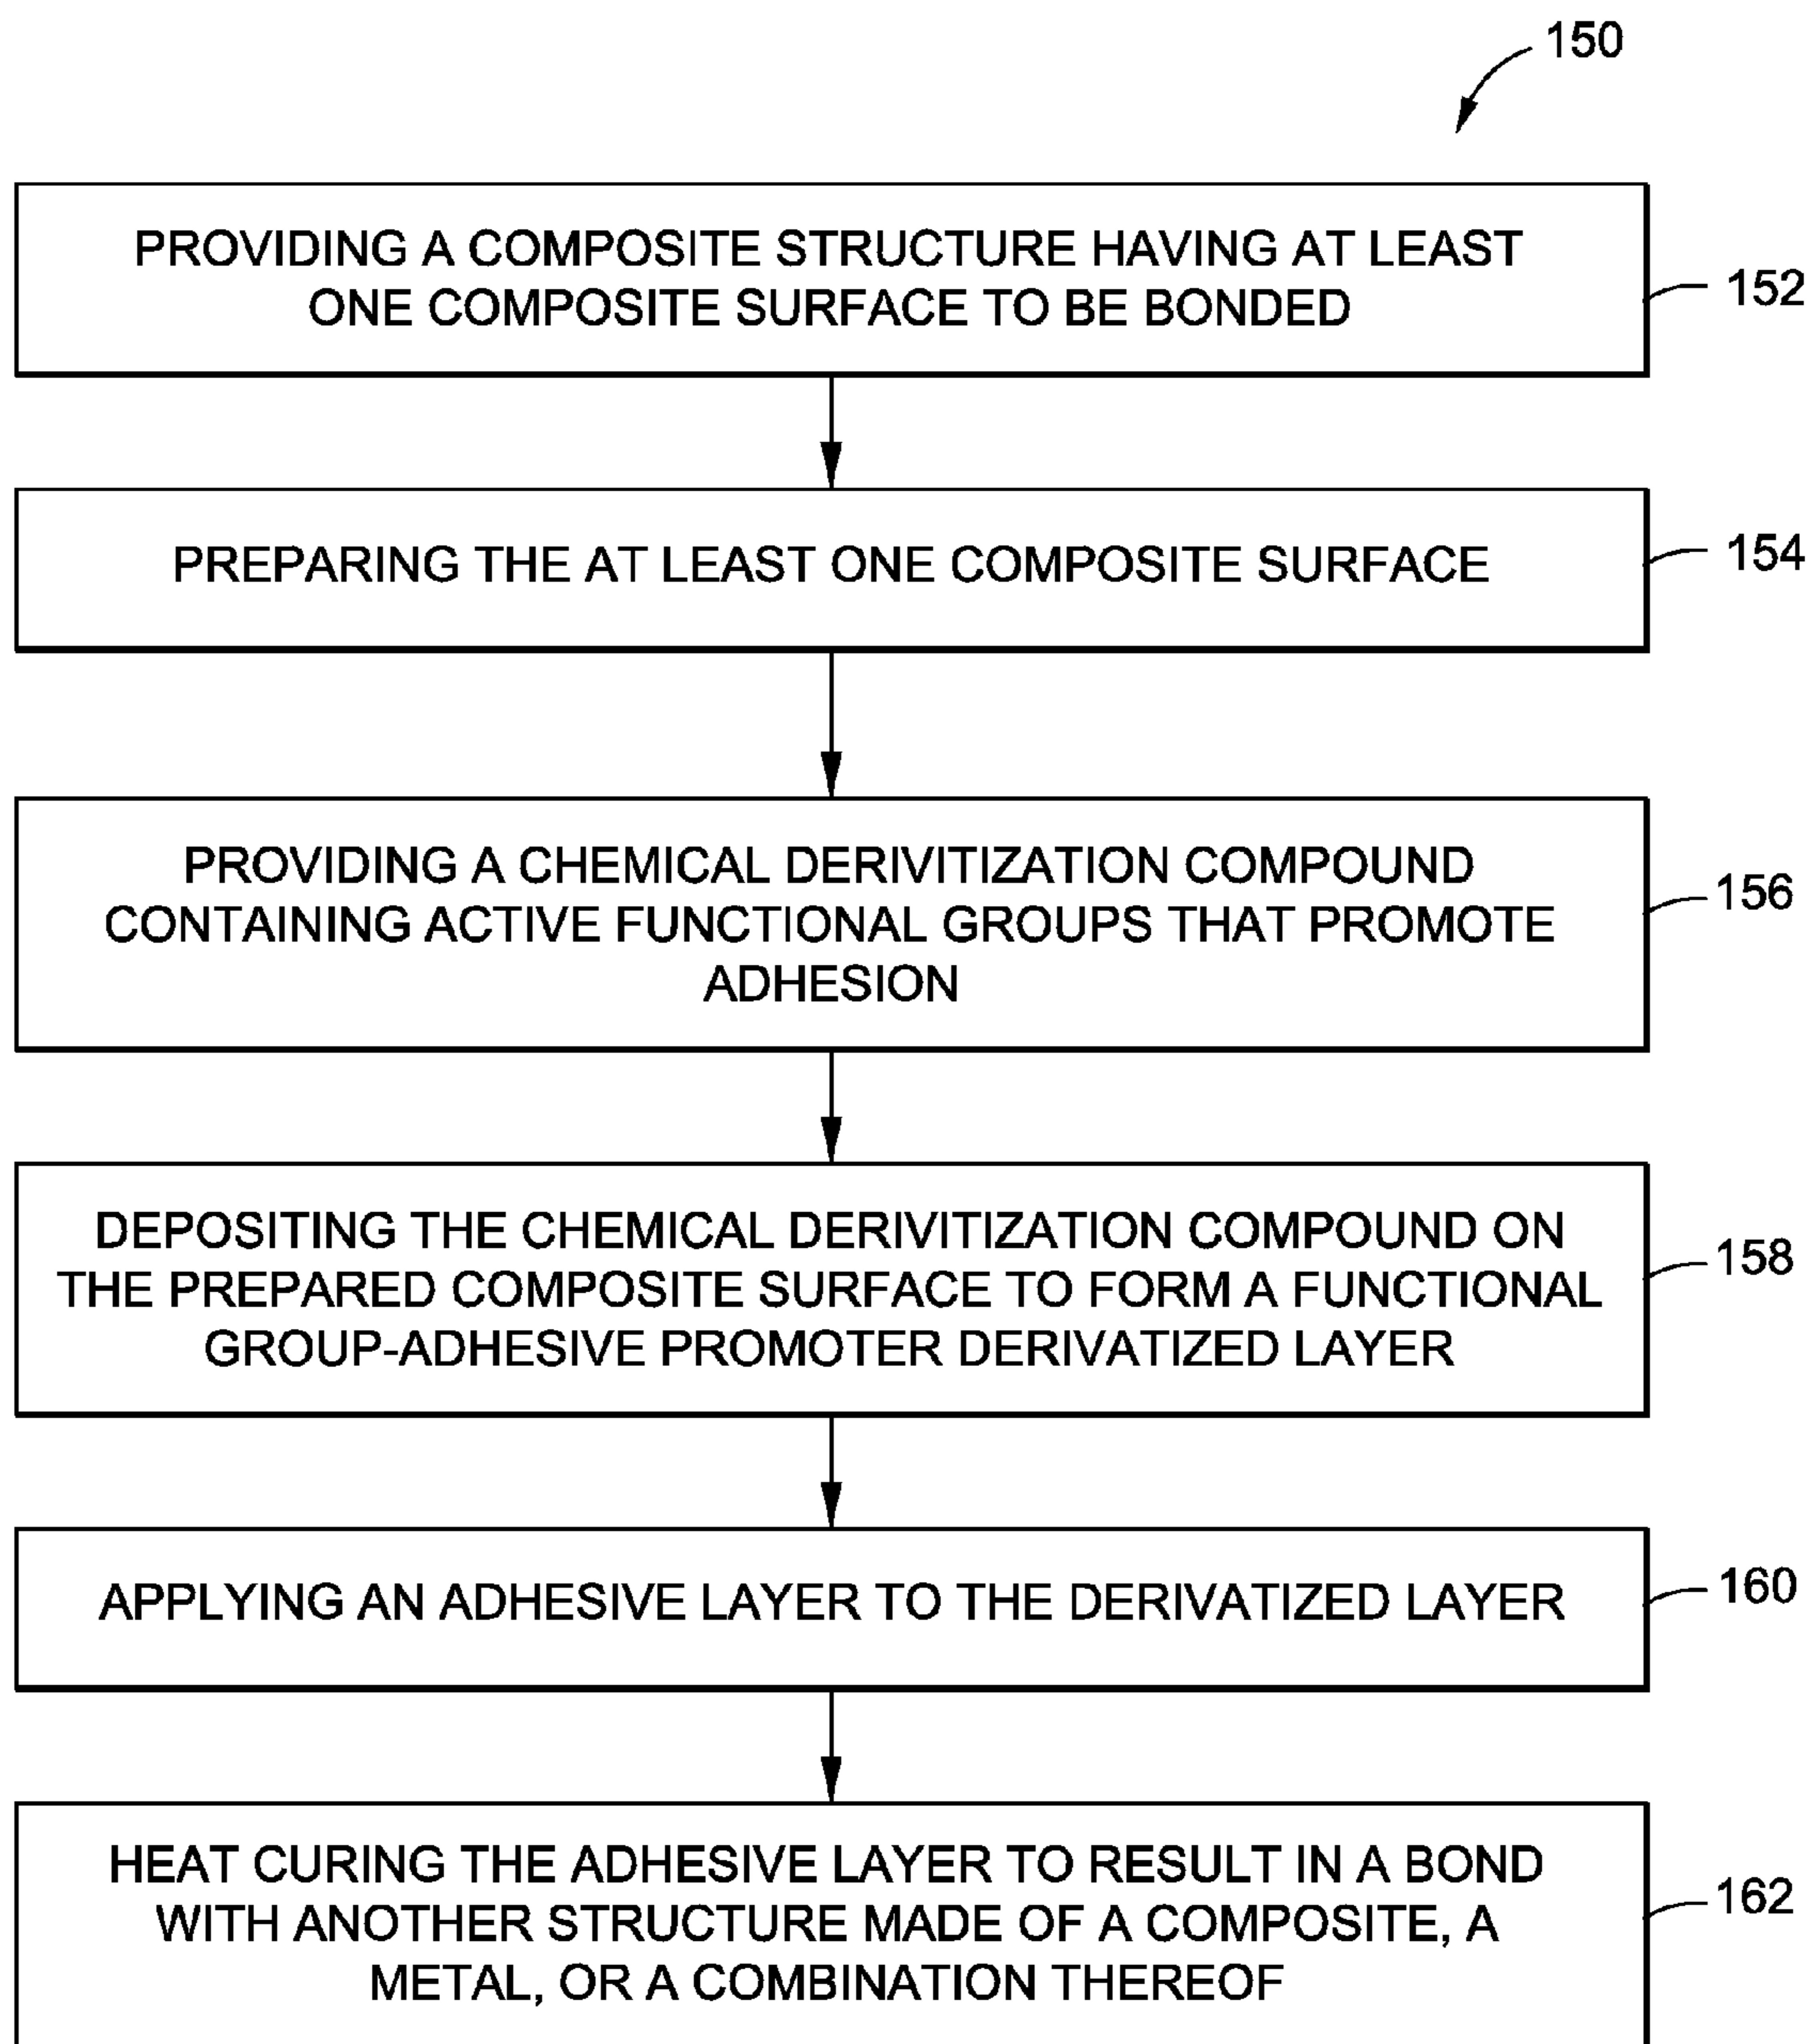 150
PROVIDING A COMPOSITE STRUCTURE HAVING AT LEAST
ONE COMPOSITE SURFACE TO BE BONDED
152
PREPARING THE AT LEAST ONE COMPOSITE SURFACE
154
PROVIDING A CHEMICAL DERIVITIZATION COMPOUND
CONTAINING ACTIVE FUNCTIONAL GROUPS THAT PROMOTE
ADHESION
156
DEPOSITING THE CHEMICAL DERIVITIZATION COMPOUND ON
THE PREPARED COMPOSITE SURFACE TO FORM A FUNCTIONAL
GROUP-ADHESIVE PROMOTER DERIVATIZED LAYER
158
APPLYING AN ADHESIVE LAYER TO THE DERIVATIZED LAYER
160
HEAT CURING THE ADHESIVE LAYER TO RESULT IN A BOND
WITH ANOTHER STRUCTURE MADE OF A COMPOSITE, A
METAL, OR A COMBINATION THEREOF
162